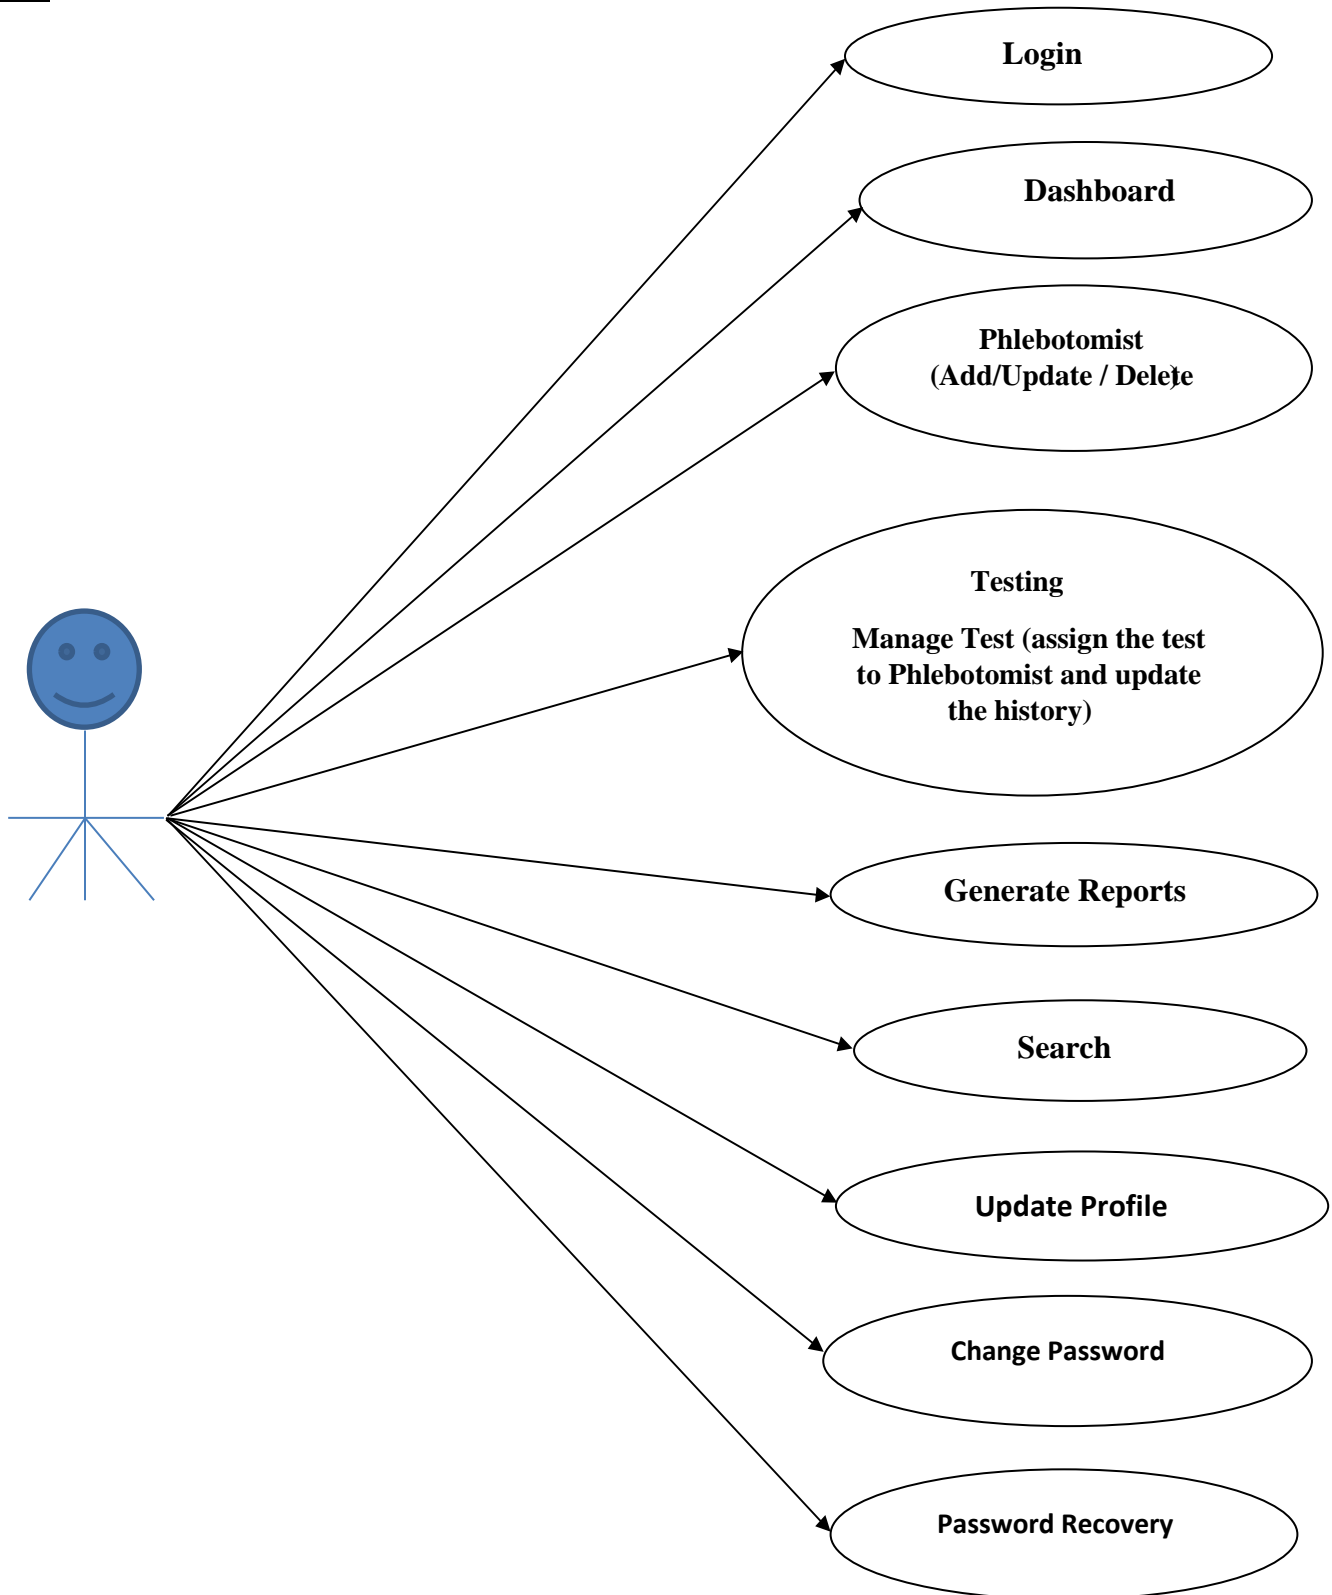 Login
Dashboard
Phlebotomist
(Add/Update / Delete)
Testing
Manage Test (assign the test
to Phlebotomist and update
the history)
Generate Reports
Search
Update Profile
Change Password
Password Recovery